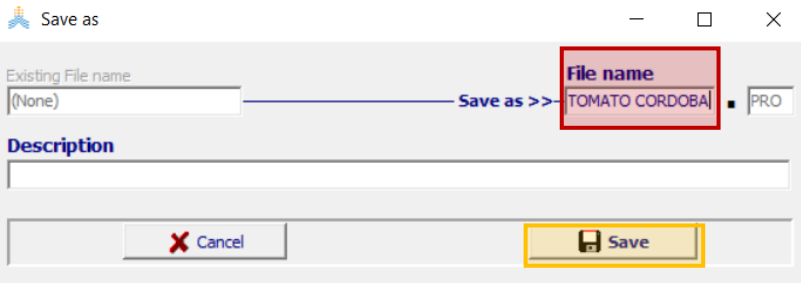 Save as
Existing File name
File name
(None)
Save as >>
TOMATO CORDOBA
.
PRO
Description
Cancel
Save